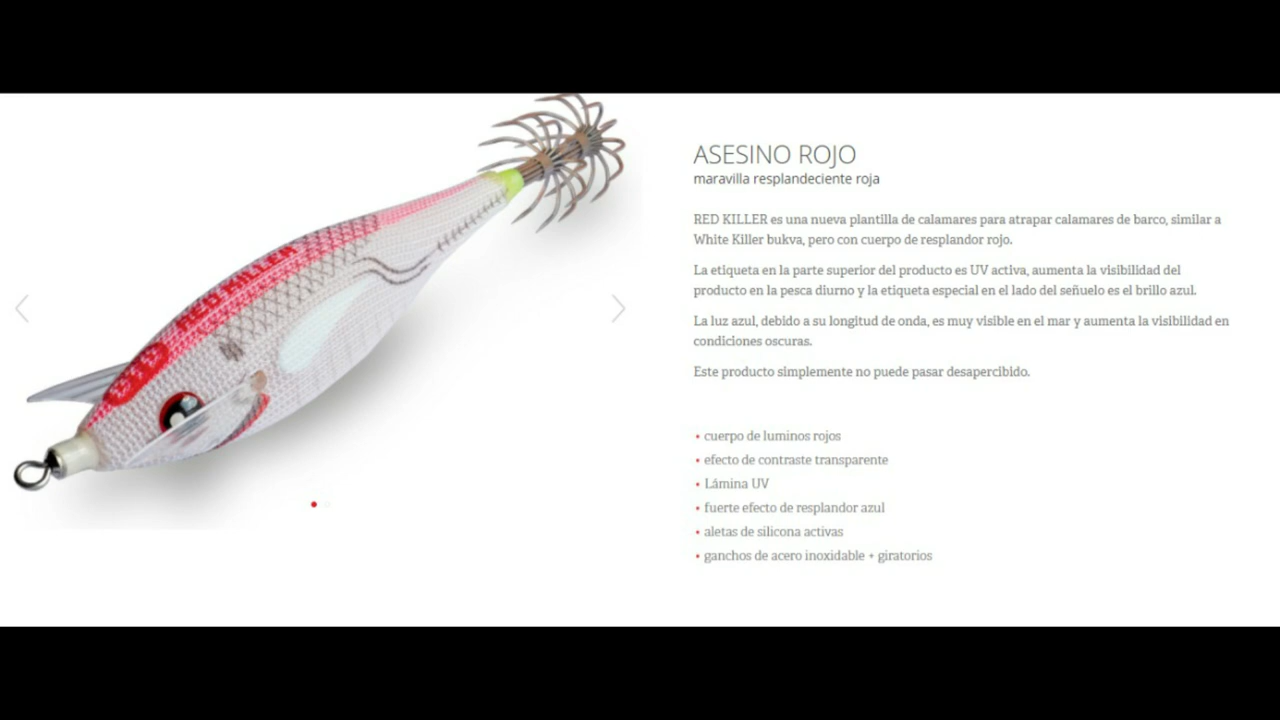 RED KILLER
ASESINO ROJO
maravilla resplandeciente roja
RED KILLER es una nueva plantilla de calamares para atrapar calamares de barco, similar a
White Killer bukva, pero con cuerpo de resplandor rojo.
La etiqueta en la parte superior del producto es UV activa, aumenta la visibilidad del
producto en la pesca diurno y la etiqueta especial en el lado del señuelo es el brillo azul.
La luz azul, debido a su longitud de onda, es muy visible en el mar y aumenta la visibilidad en
condiciones oscuras.
Este producto simplemente no puede pasar desapercibido.
• cuerpo de luminos rojos
• efecto de contraste transparente
• Lámina UV
• fuerte efecto de resplandor azul
• aletas de silicona activas
• ganchos de acero inoxidable + giratorios